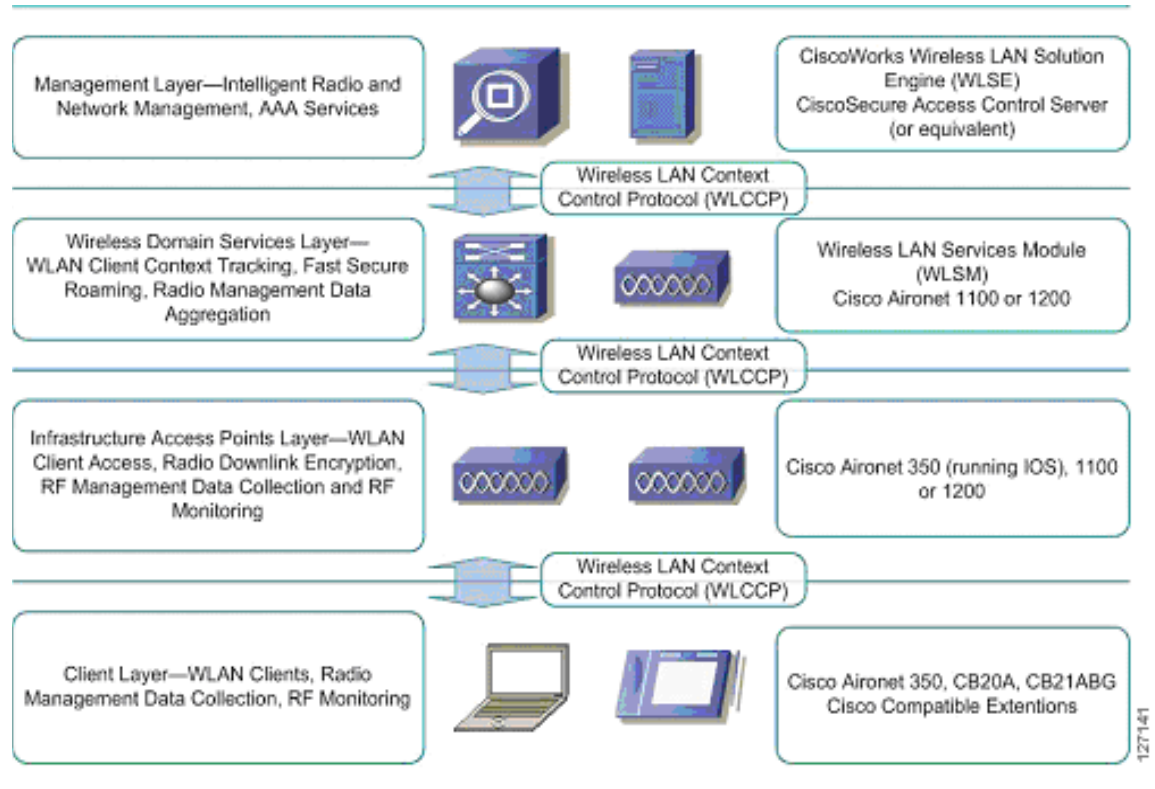 Management Layer—Intelligent Radio and
Network Management, AAA Services
CiscoWorks Wireless LAN Solution
Engine (WLSE)
CiscoSecure Access Control Server
(or equivalent)
Wireless LAN Context
Control Protocol (WLCCP)
Wireless Domain Services Layer—
WLAN Client Context Tracking, Fast Secure
Roaming, Radio Management Data
Aggregation
Wireless LAN Services Module
(WLSM)
Cisco Aironet 1100 or 1200
Wireless LAN Context
Control Protocol (WLCCP)
Infrastructure Access Points Layer—WLAN
Client Access, Radio Downlink Encryption,
RF Management Data Collection and RF
Monitoring
Cisco Aironet 350 (running IOS), 1100
or 1200
Wireless LAN Context
Control Protocol (WLCCP)
Client Layer—WLAN Clients, Radio
Management Data Collection, RF Monitoring
Cisco Aironet 350, CB20A, CB21ABG
Cisco Compatible Extentions
127141